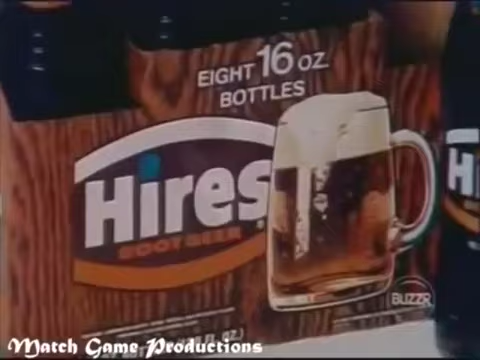 EIGHT 16 OZ.
BOTTLES
Hires
ROOT BEER
H
BUZZR
Match Game Productions